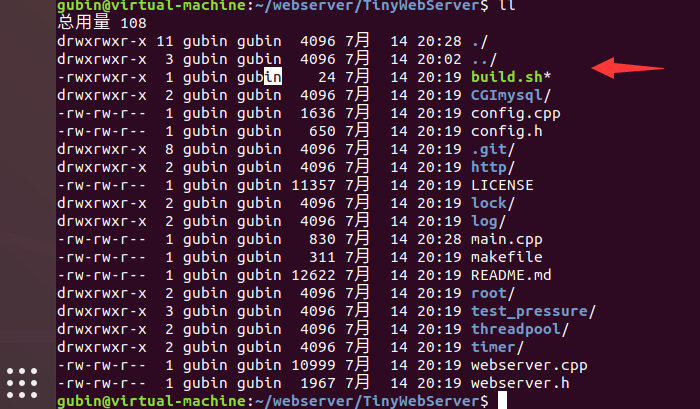 gubin@virtual-machine:~/webserver/TinyWebServer$ ll
总用量 108
drwxrwxr-x 11 gubin gubin  4096 7月  14 20:28 ./
drwxrwxr-x  3 gubin gubin  4096 7月  14 20:02 ../
-rwxrwxr-x  1 gubin gubin    24 7月  14 20:19 build.sh*
drwxrwxr-x  2 gubin gubin  4096 7月  14 20:19 CGImysql/
-rw-rw-r--  1 gubin gubin  1636 7月  14 20:19 config.cpp
-rw-rw-r--  1 gubin gubin   650 7月  14 20:19 config.h
drwxrwxr-x  8 gubin gubin  4096 7月  14 20:19 .git/
drwxrwxr-x  2 gubin gubin  4096 7月  14 20:19 http/
-rw-rw-r--  1 gubin gubin 11357 7月  14 20:19 LICENSE
drwxrwxr-x  2 gubin gubin  4096 7月  14 20:19 lock/
drwxrwxr-x  2 gubin gubin  4096 7月  14 20:19 log/
-rw-rw-r--  1 gubin gubin   830 7月  14 20:28 main.cpp
-rw-rw-r--  1 gubin gubin   311 7月  14 20:19 makefile
-rw-rw-r--  1 gubin gubin 12622 7月  14 20:19 README.md
drwxrwxr-x  2 gubin gubin  4096 7月  14 20:19 root/
drwxrwxr-x  3 gubin gubin  4096 7月  14 20:19 test_pressure/
drwxrwxr-x  2 gubin gubin  4096 7月  14 20:19 threadpool/
drwxrwxr-x  2 gubin gubin  4096 7月  14 20:19 timer/
-rw-rw-r--  1 gubin gubin 10999 7月  14 20:19 webserver.cpp
-rw-rw-r--  1 gubin gubin  1967 7月  14 20:19 webserver.h
gubin@virtual-machine:~/webserver/TinyWebServer$